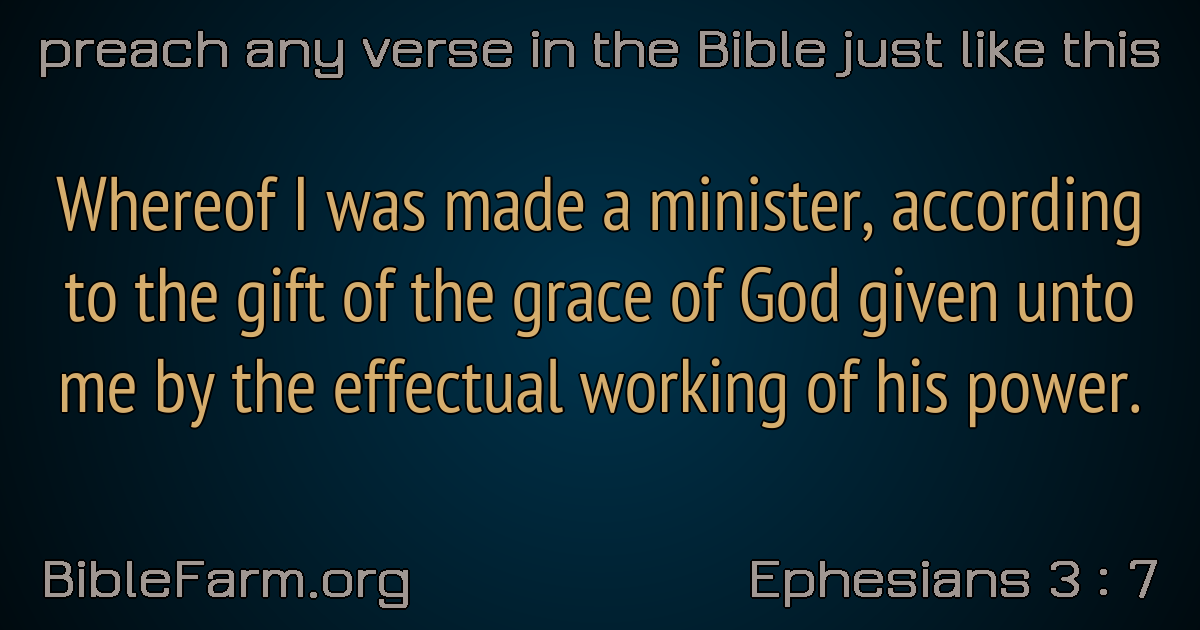 preach any verse in the Bible just like this
Whereof I was made a minister, according
to the gift of the grace of God given unto
me by the effectual working of his power.
BibleFarm.org
Ephesians 3 : 7